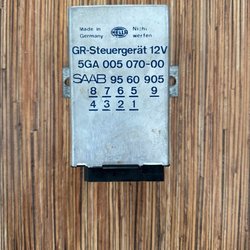 Made in Germany
HELLA
Nicht werfen
GR-Steuergerät 12V
5GA 005 070-00
SAAB 95 60 905
8 7 6 5 9
4 3 2 1